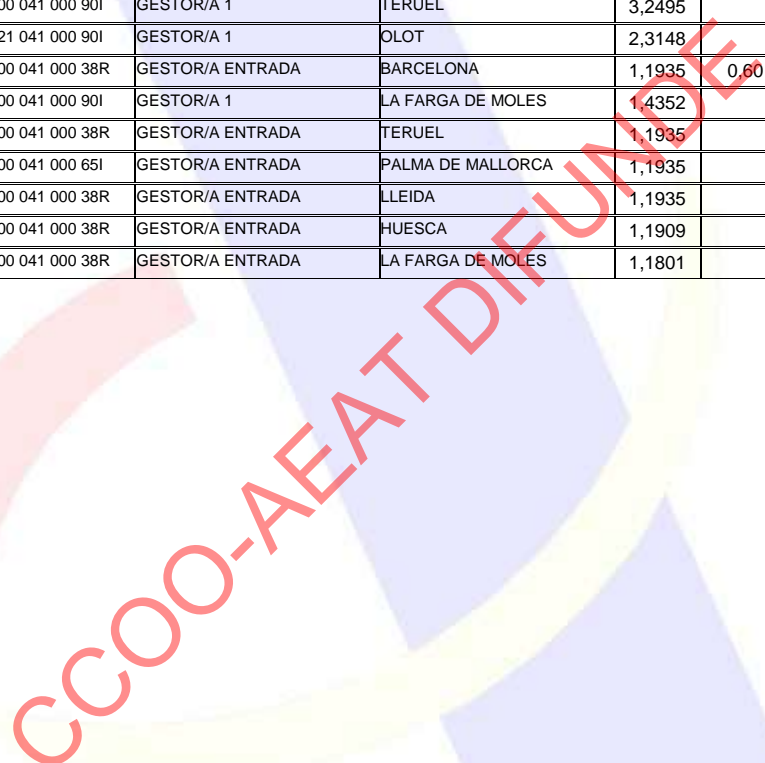 00 041 000 90I GESTOR/A 1 TERUEL 3,2495
21 041 000 90I GESTOR/A 1 OLOT 2,3148
00 041 000 38R GESTOR/A ENTRADA BARCELONA 1,1935 0,60
00 041 000 90I GESTOR/A 1 LA FARGA DE MOLES 1,4352
00 041 000 38R GESTOR/A ENTRADA TERUEL 1,1935
00 041 000 65I GESTOR/A ENTRADA PALMA DE MALLORCA 1,1935
00 041 000 38R GESTOR/A ENTRADA LLEIDA 1,1935
00 041 000 38R GESTOR/A ENTRADA HUESCA 1,1909
00 041 000 38R GESTOR/A ENTRADA LA FARGA DE MOLES 1,1801
CCOO-AEAT DIFUNDE